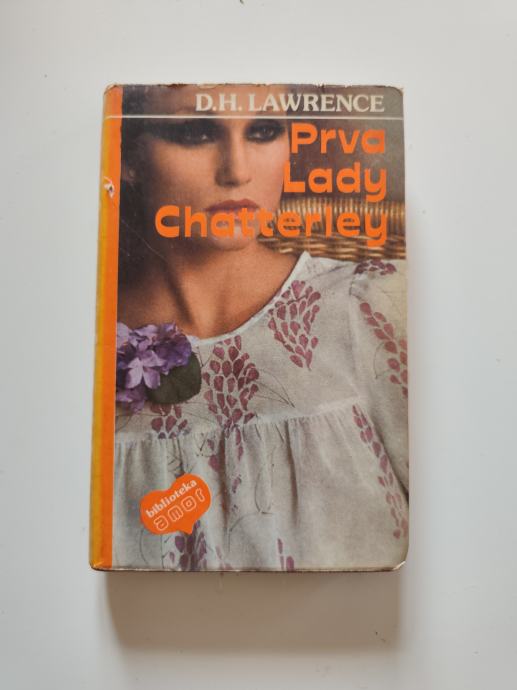 D.H. LAWRENCE
Prva
Lady
Chatterley
biblioteka
amor